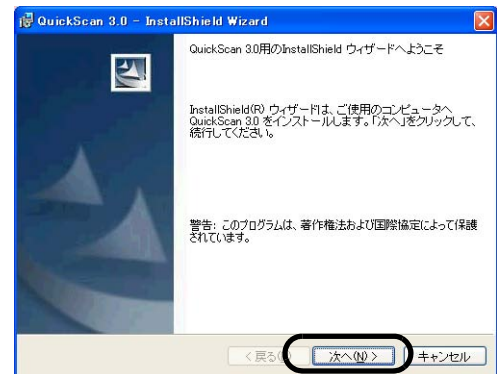 QuickScan 3.0 - InstallShield Wizard
QuickScan 3.0用のInstallShield ウィザードへようこそ
InstallShield(R) ウィザードは、ご使用のコンピュータへ
QuickScan 3.0 をインストールします。「次へ」をクリックして、
続行してください。
警告: このプログラムは、著作権法および国際協定によって保護
されています。
< 戻る
次へ(N) >
キャンセル